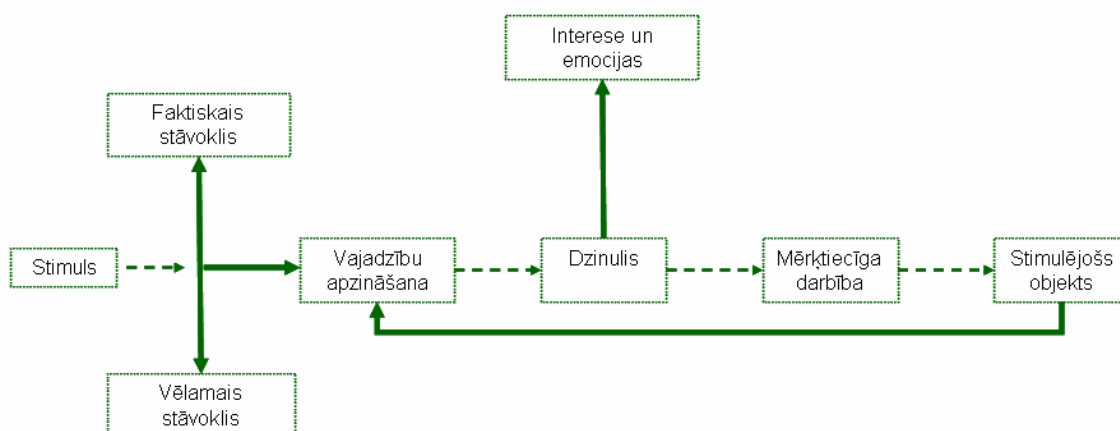 Interese un
emocijas
Faktiskais
stāvoklis
Stimuls
Vajadzību
apzināšana
Dzinulis
Mērķtiecīga
darbība
Stimulējošs
objekts
Vēlamais
stāvoklis